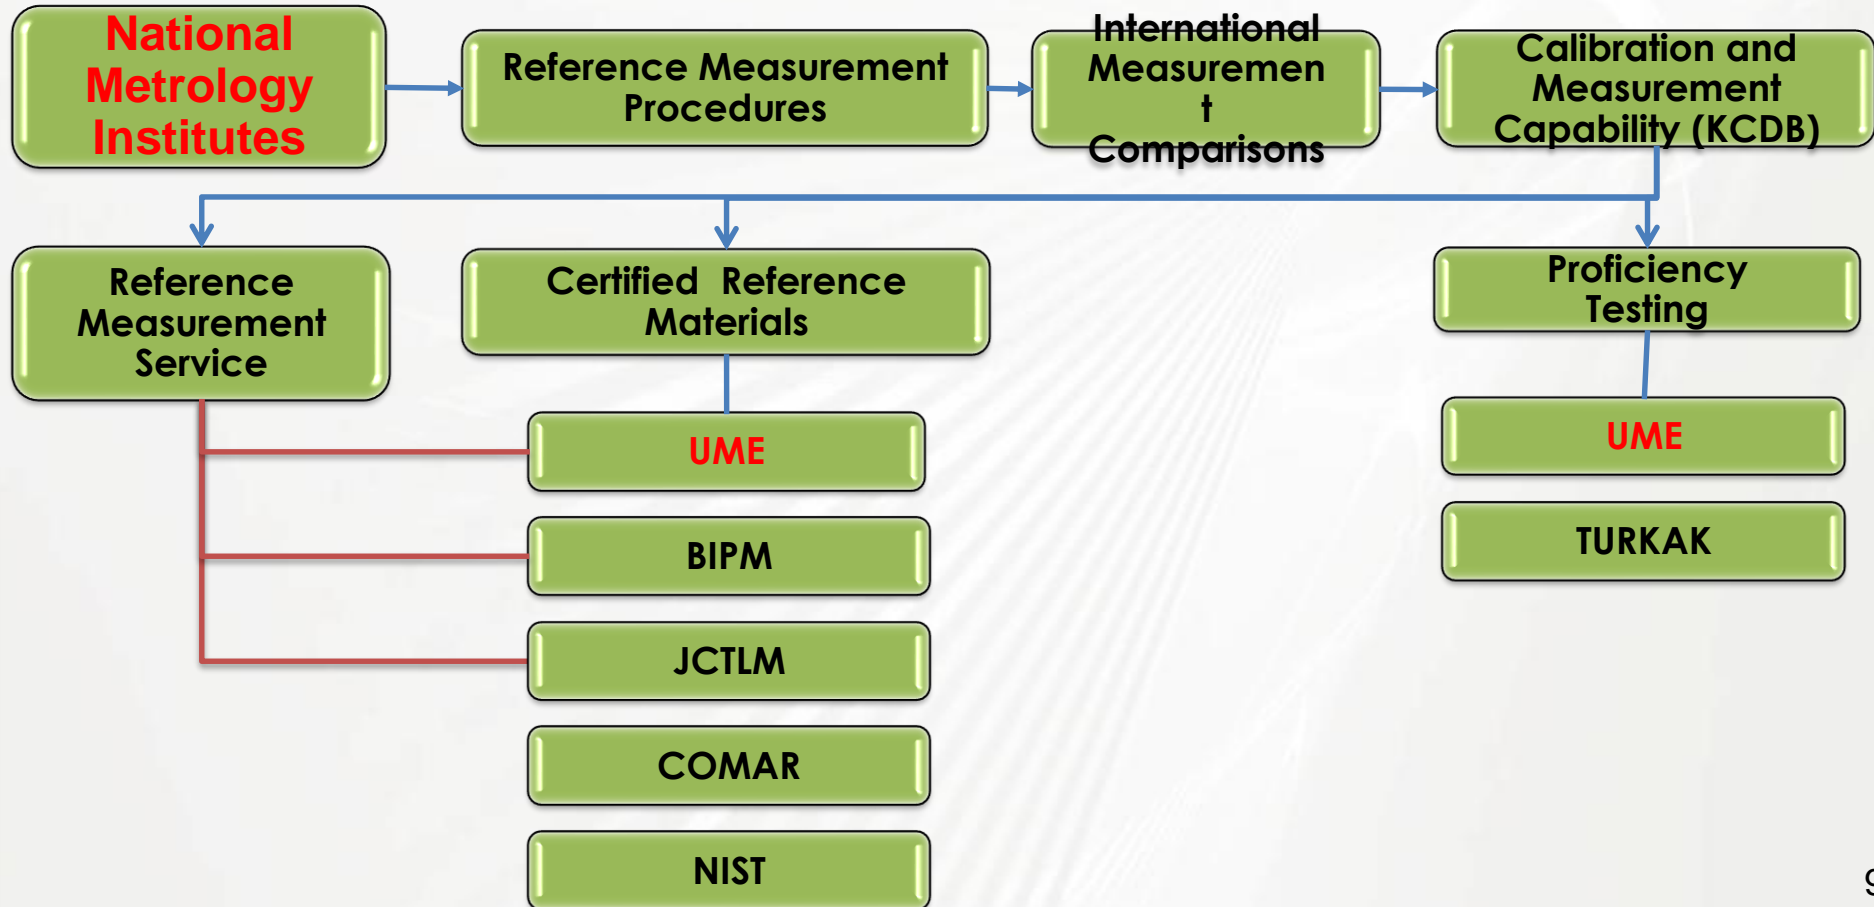 National
Metrology
Institutes
Reference Measurement
Procedures
International
Measuremen
t
Comparisons
Calibration and
Measurement
Capability (KCDB)
Reference
Measurement
Service
Certified Reference
Materials
Proficiency
Testing
UME
BIPM
JCTLM
COMAR
NIST
UME
TURKAK
9